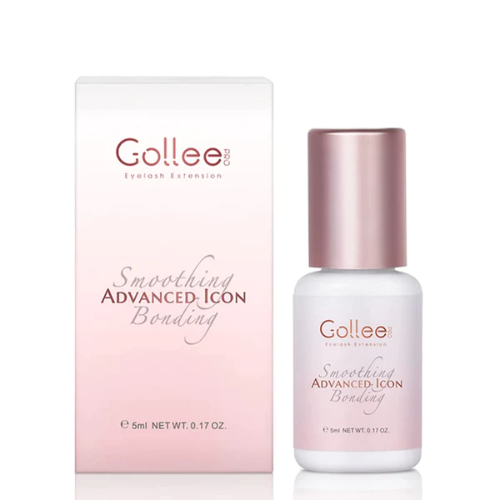 Gollee PRO
Eyelash Extension
Smoothing
ADVANCED ICON
Bonding
℮ 5ml NET WT. 0.17 OZ.
Gollee PRO
Eyelash Extension
Smoothing
ADVANCED ICON
Bonding
℮ 5ml NET WT. 0.17 OZ.